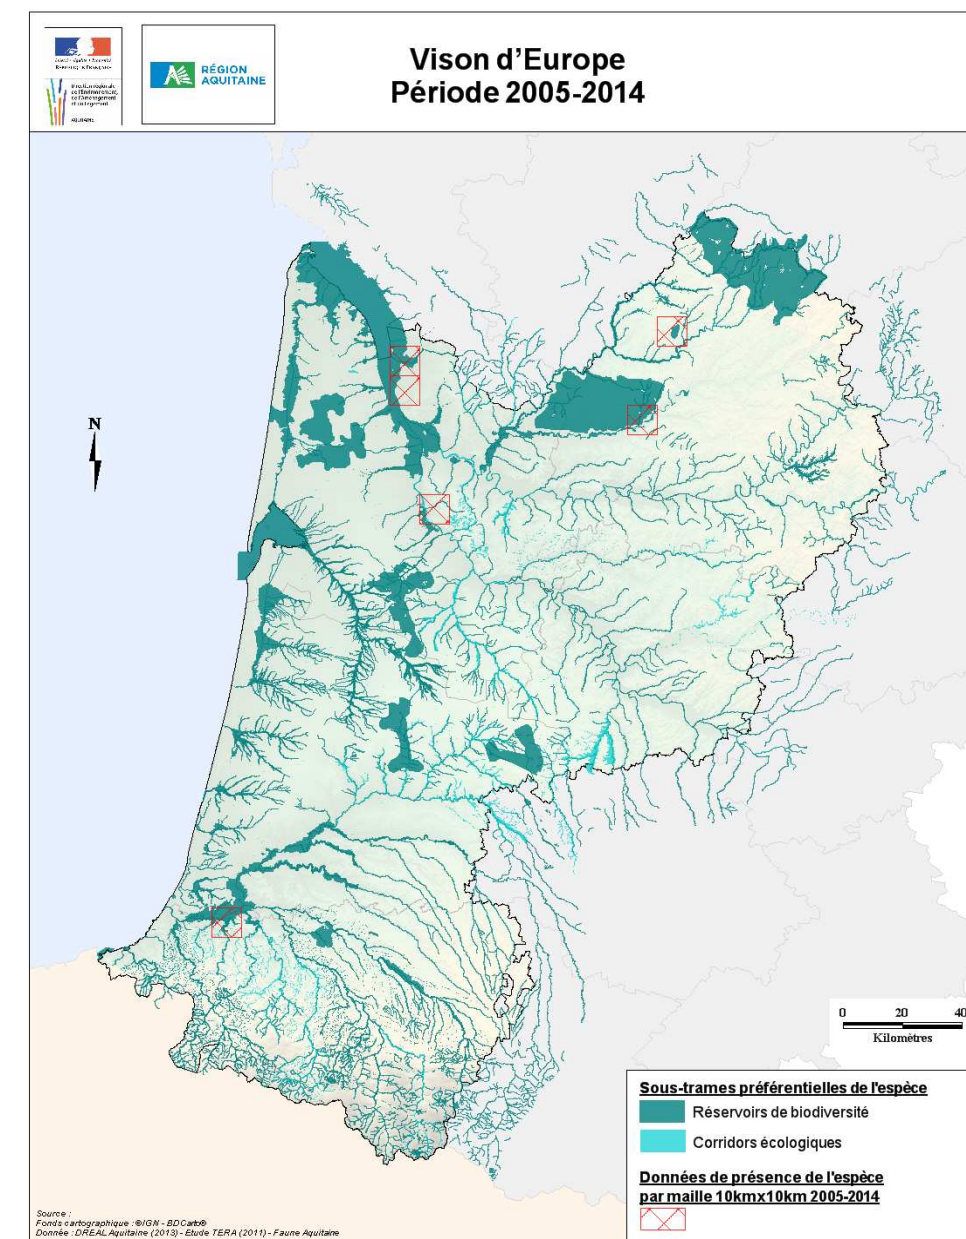 RÉGION
AQUITAINE
Vison d'Europe
Période 2005-2014
AQUITAINE
N
0 20 40
Kilomètres
Sous-trames préférentielles de l'espèce
Réservoirs de biodiversité
Corridors écologiques
Données de présence de l'espèce
par maille 10kmx10km 2005-2014
Source :
Fonds cartographique : ©IGN - BDCarto®
Donnée : DREAL Aquitaine (2013) - Etude TERA (2011) - Faune Aquitaine